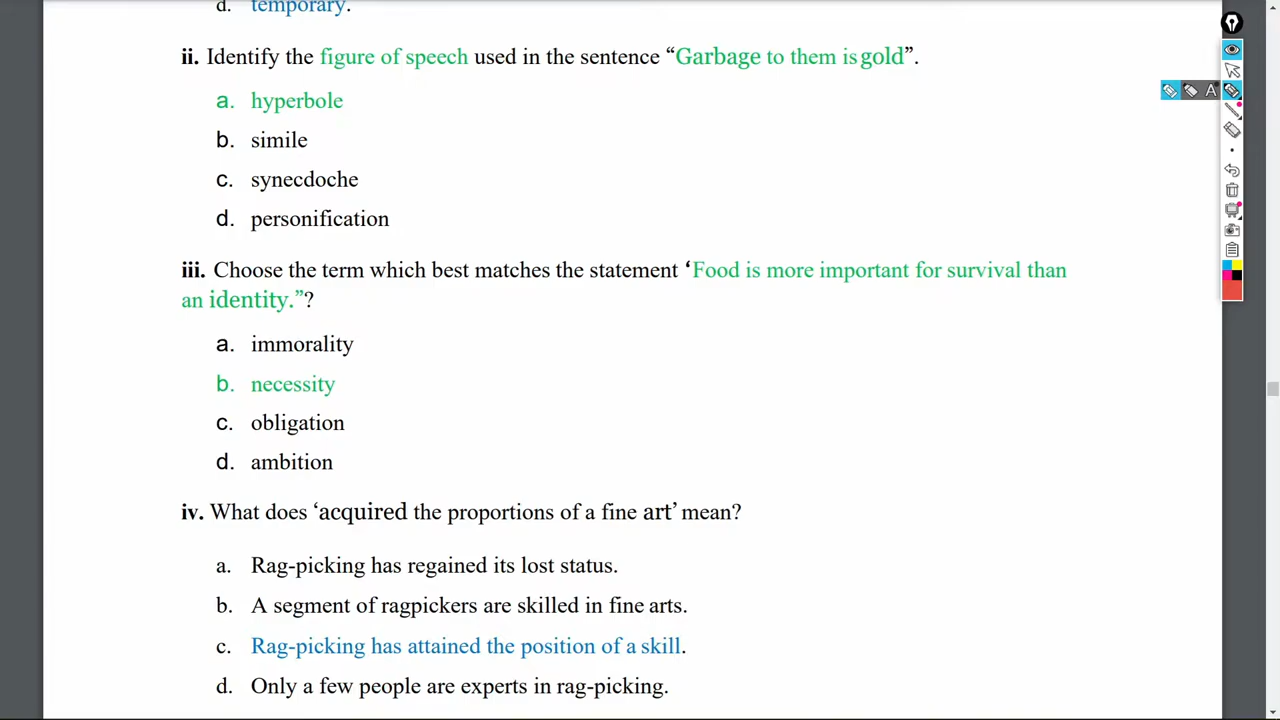 d. temporary.
ii. Identify the figure of speech used in the sentence “Garbage to them is gold”.
a. hyperbole
b. simile
c. synecdoche
d. personification
iii. Choose the term which best matches the statement ‘Food is more important for survival than
an identity.”?
a. immorality
b. necessity
c. obligation
d. ambition
iv. What does ‘acquired the proportions of a fine art’ mean?
a. Rag-picking has regained its lost status.
b. A segment of ragpickers are skilled in fine arts.
c. Rag-picking has attained the position of a skill.
d. Only a few people are experts in rag-picking.
A